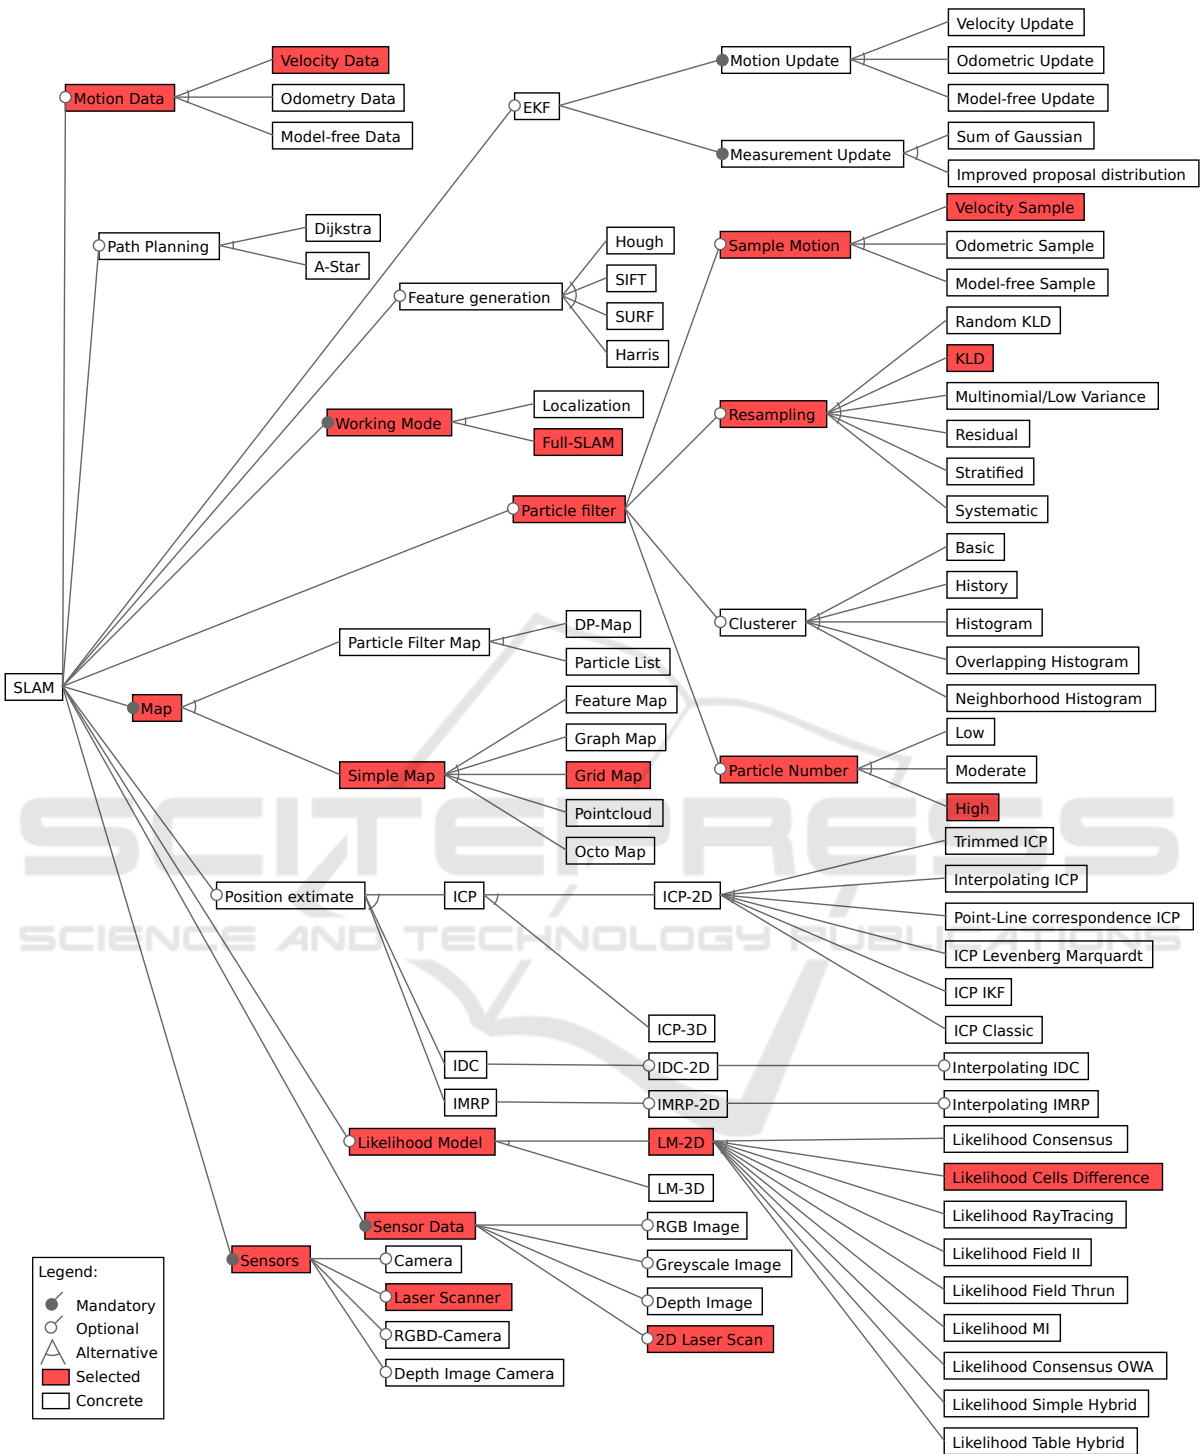 SLAM
Motion Data
Velocity Data
Odometry Data
Model-free Data
Path Planning
Dijkstra
A-Star
EKF
Motion Update
Velocity Update
Odometric Update
Model-free Update
Measurement Update
Sum of Gaussian
Improved proposal distribution
Feature generation
Hough
SIFT
SURF
Harris
Working Mode
Localization
Full-SLAM
Particle filter
Sample Motion
Velocity Sample
Odometric Sample
Model-free Sample
Resampling
Random KLD
KLD
Multinomial/Low Variance
Residual
Stratified
Systematic
Clusterer
Basic
History
Histogram
Overlapping Histogram
Neighborhood Histogram
Particle Number
Low
Moderate
High
Map
Particle Filter Map
DP-Map
Particle List
Simple Map
Feature Map
Graph Map
Grid Map
Pointcloud
Octo Map
Position extimate
ICP
ICP-2D
Trimmed ICP
Interpolating ICP
Point-Line correspondence ICP
ICP Levenberg Marquardt
ICP IKF
ICP Classic
ICP-3D
IDC
IDC-2D
Interpolating IDC
IMRP
IMRP-2D
Interpolating IMRP
Likelihood Model
LM-2D
Likelihood Consensus
Likelihood Cells Difference
Likelihood RayTracing
Likelihood Field II
Likelihood Field Thrun
Likelihood MI
Likelihood Consensus OWA
Likelihood Simple Hybrid
Likelihood Table Hybrid
LM-3D
Sensor Data
RGB Image
Greyscale Image
Depth Image
2D Laser Scan
Sensors
Camera
Laser Scanner
RGBD-Camera
Depth Image Camera
Legend:
Mandatory
Optional
Alternative
Selected
Concrete
SCITEPRESS
SCIENCE AND TECHNOLOGY PUBLICATIONS